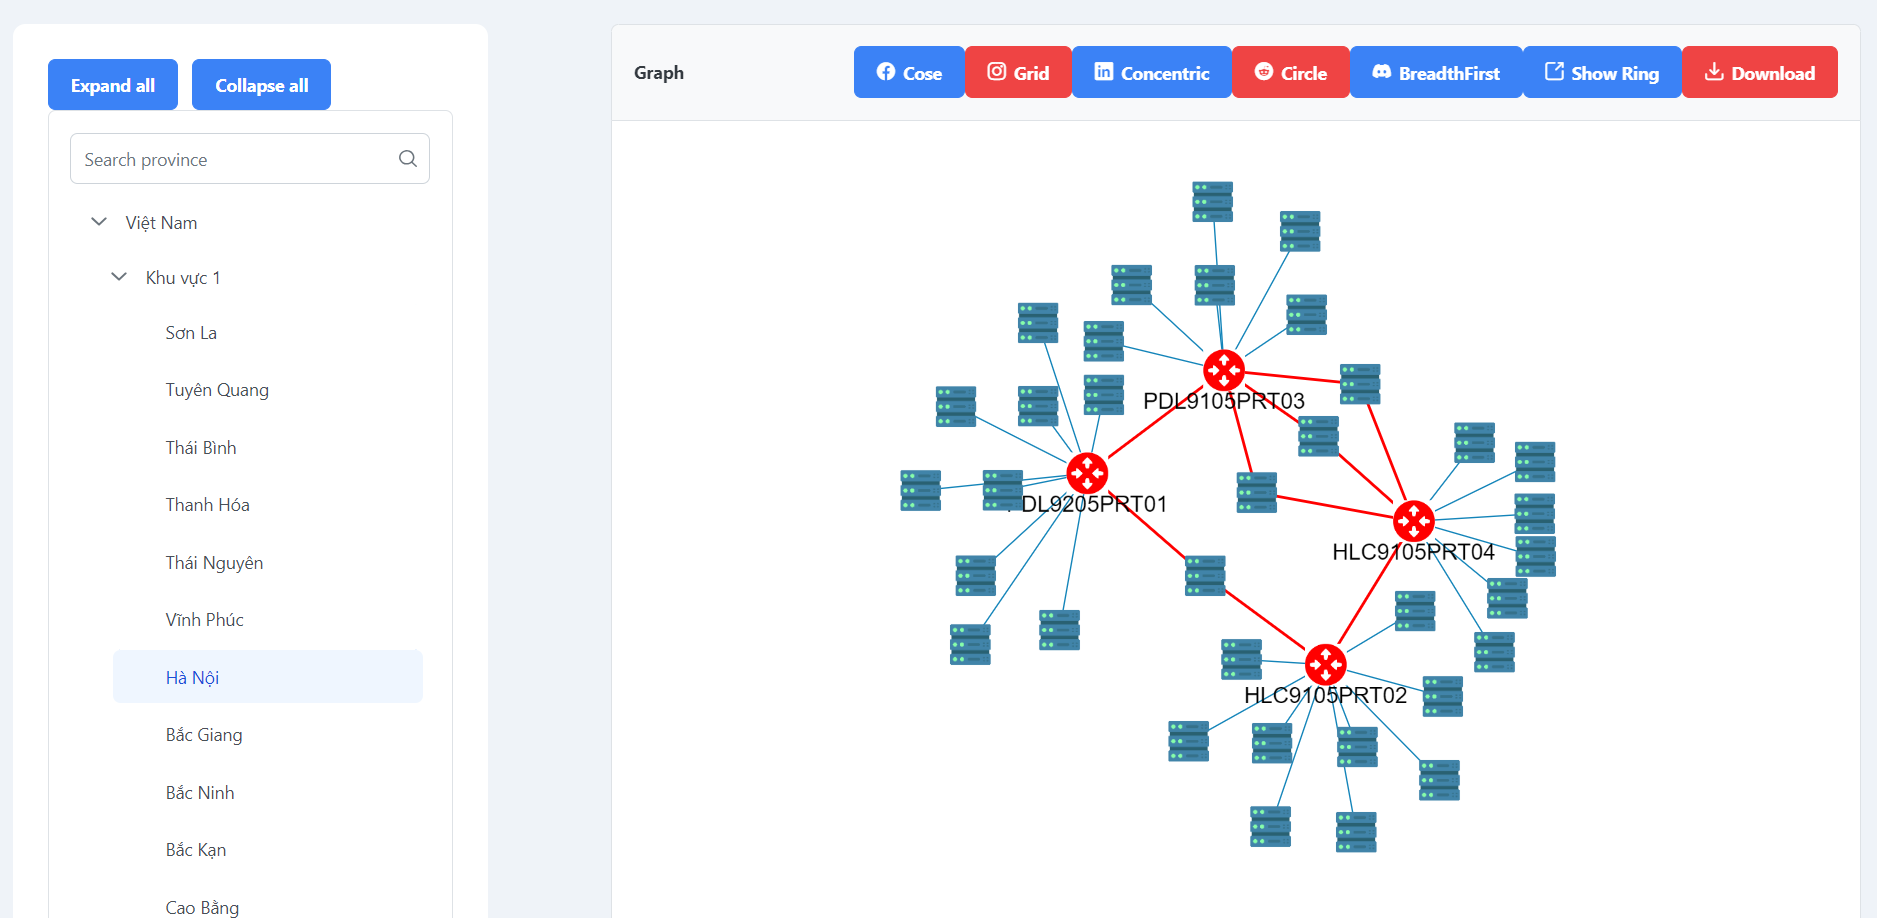 Expand all
Collapse all
Search province
Việt Nam
Khu vực 1
Sơn La
Tuyên Quang
Thái Bình
Thanh Hóa
Thái Nguyên
Vĩnh Phúc
Hà Nội
Bắc Giang
Bắc Ninh
Bắc Kạn
Cao Bằng
Graph
Cose
Grid
Concentric
Circle
BreadthFirst
Show Ring
Download
PDL9105PRT03
DL9205PRT01
HLC9105PRT04
HLC9105PRT02